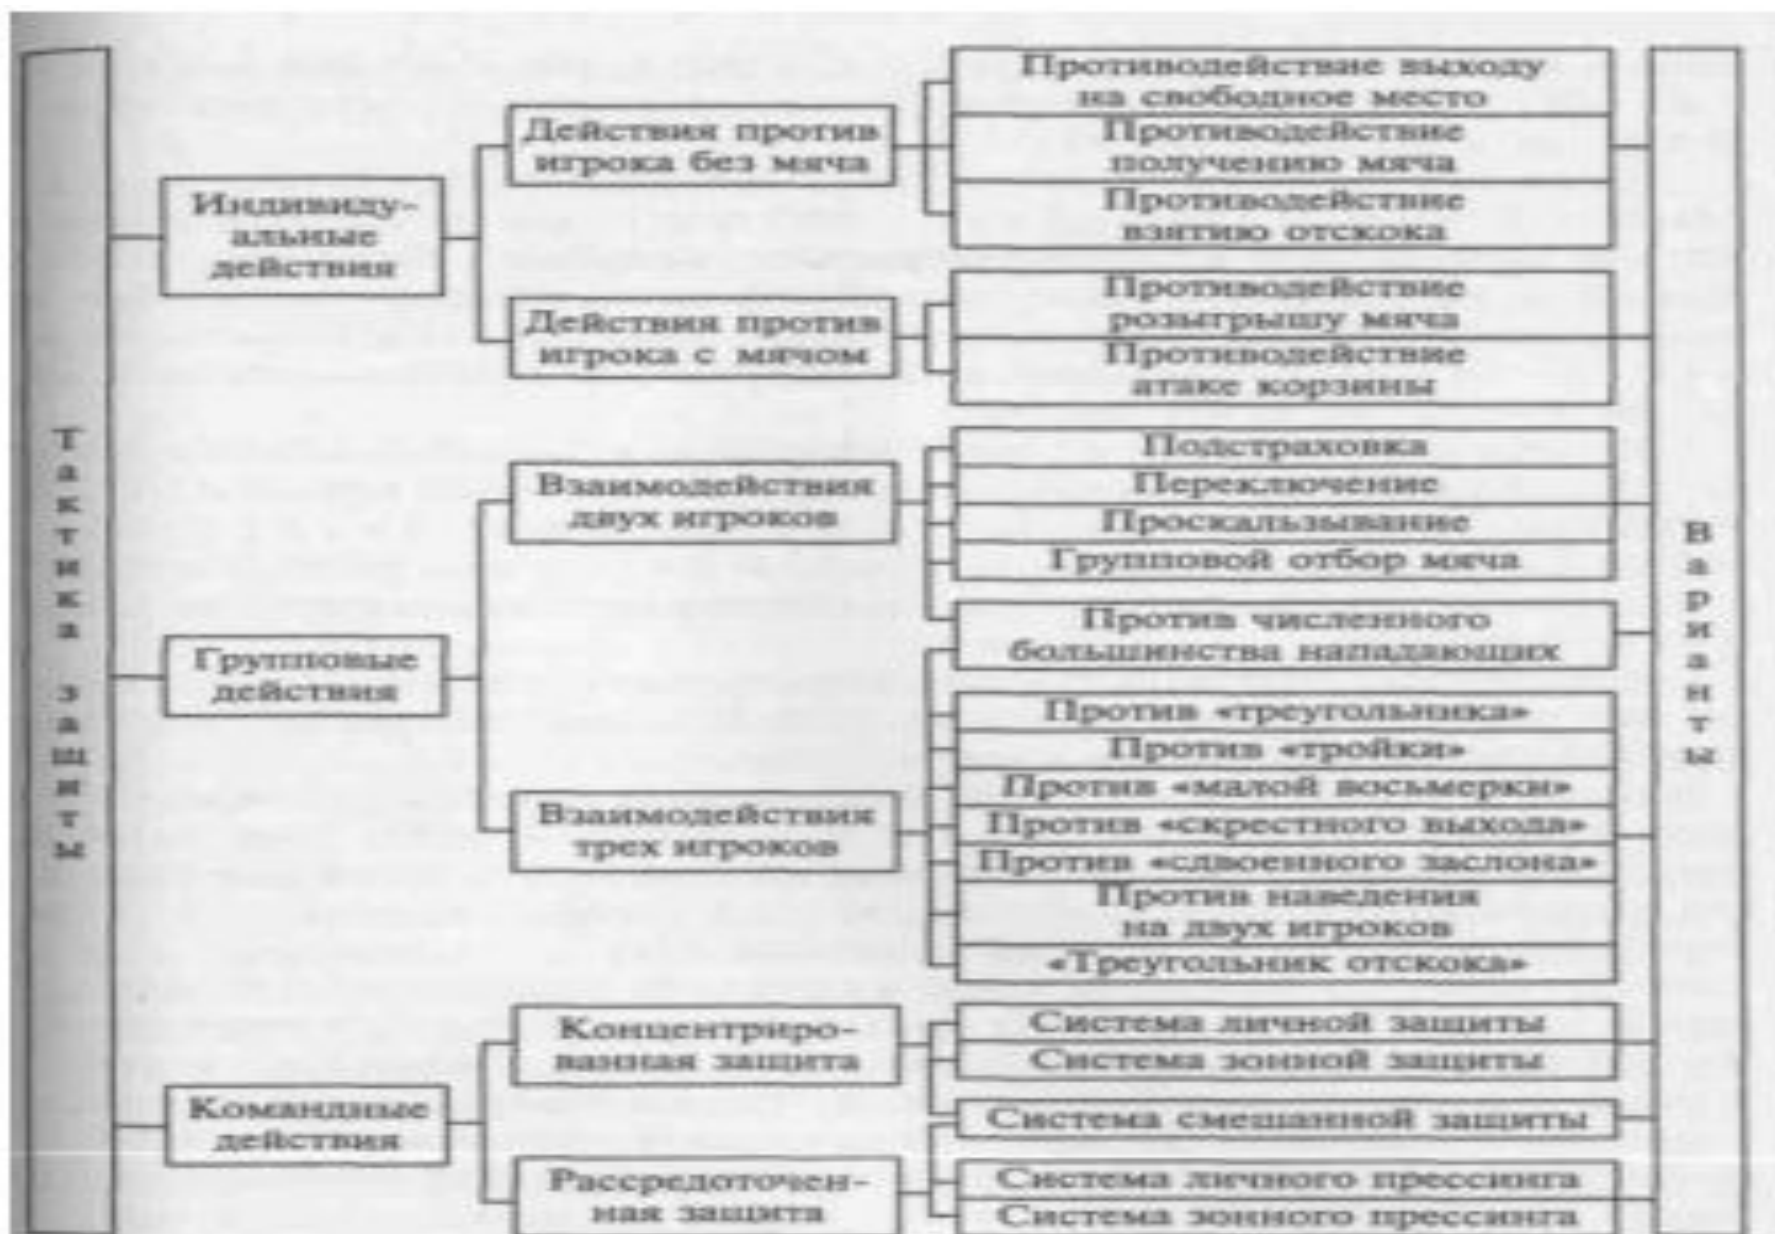 Тактика защиты
Индивиду-
альные
действия
Действия против
игрока без мяча
Противодействие выходу
на свободное место
Противодействие
получению мяча
Противодействие
взятию отскока
Действия против
игрока с мячом
Противодействие
розыгрышу мяча
Противодействие
атаке корзины
Групповые
действия
Взаимодействия
двух игроков
Подстраховка
Переключение
Проскальзывание
Групповой отбор мяча
Против численного
большинства нападающих
Взаимодействия
трех игроков
Против «треугольника»
Против «тройки»
Против «малой восьмерки»
Против «скрестного выхода»
Против «сдвоенного заслона»
Против наведения
на двух игроков
«Треугольник отскока»
Командные
действия
Концентриро-
ванная защита
Система личной защиты
Система зонной защиты
Система смешанной защиты
Рассредоточен-
ная защита
Система личного прессинга
Система зонного прессинга
Варианты